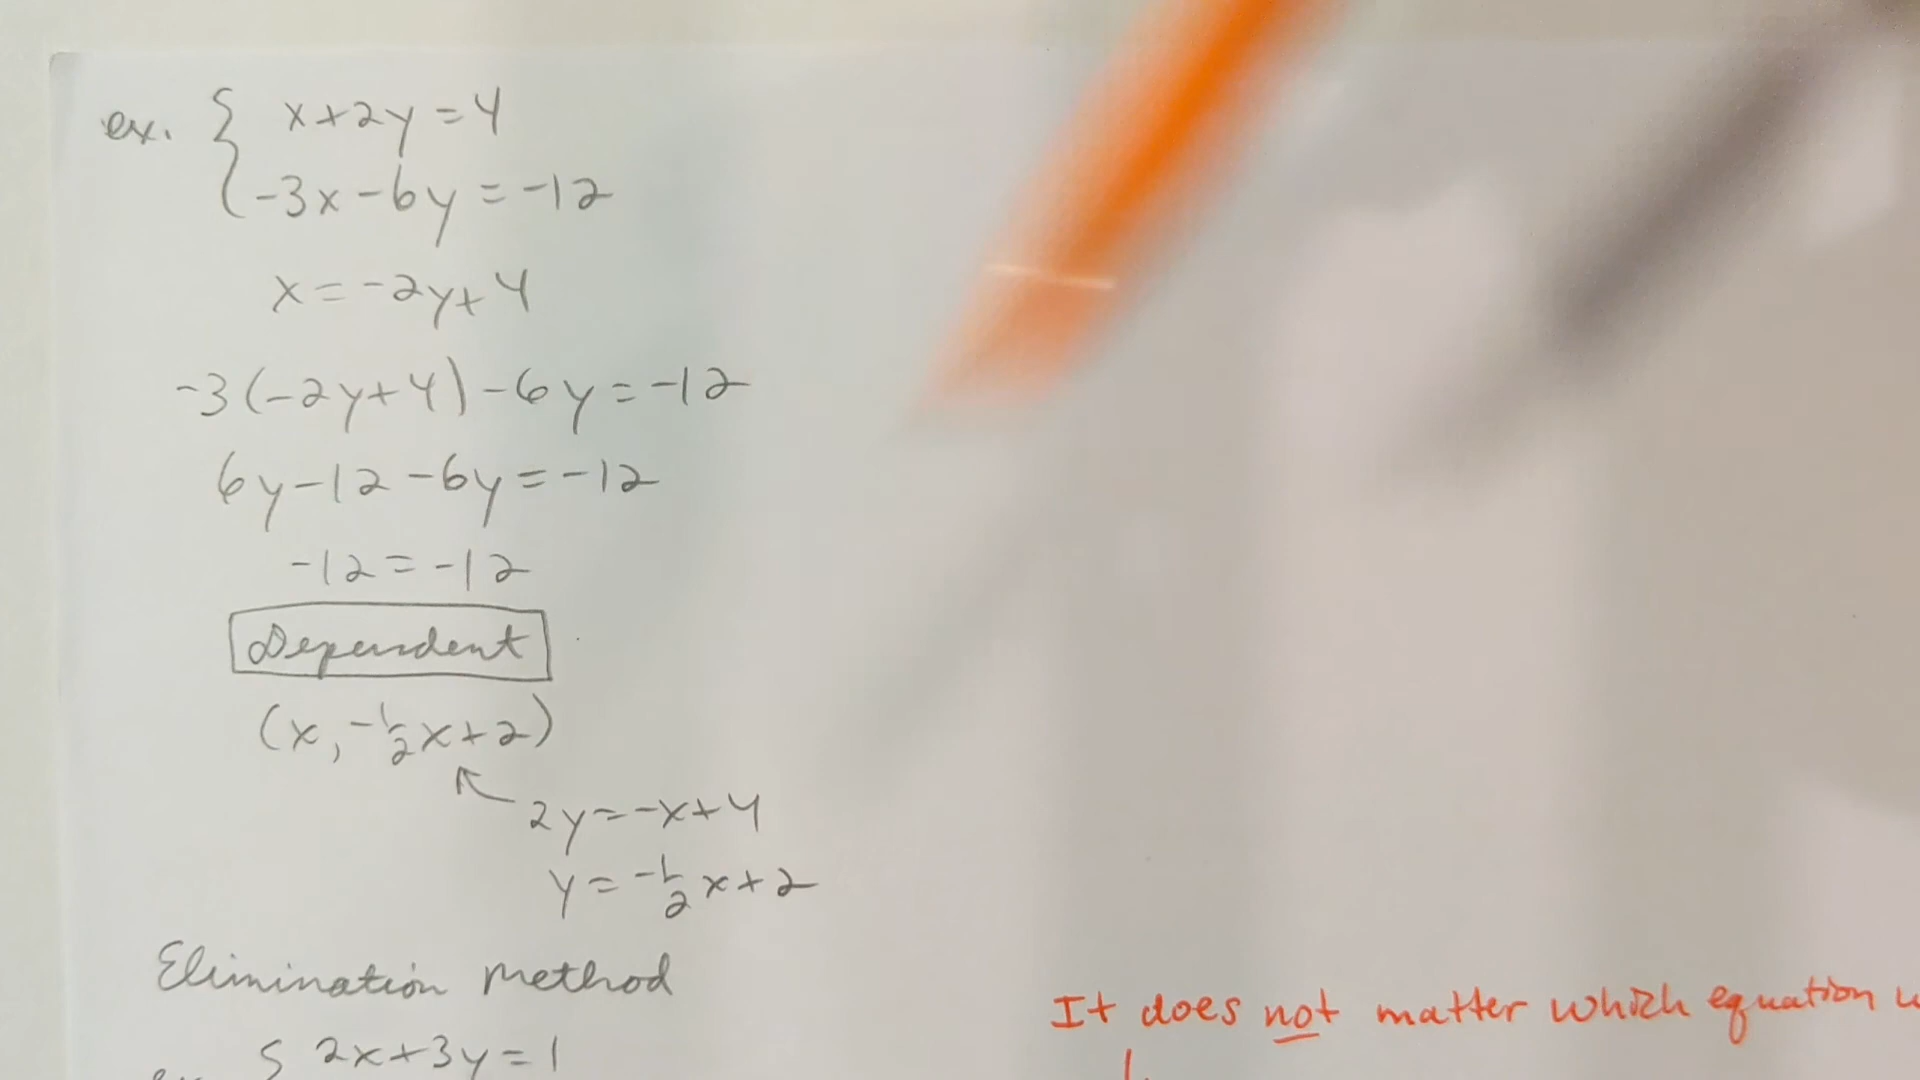 ex. { x+2y=4
-3x-6y=-12
x=-2y+4
-3(-2y+4)-6y=-12
6y-12-6y=-12
-12=-12
Dependent
(x, -1/2x+2)
2y=-x+4
y=-1/2x+2
Elimination Method
It does not matter which equation
{ 2x+3y=1